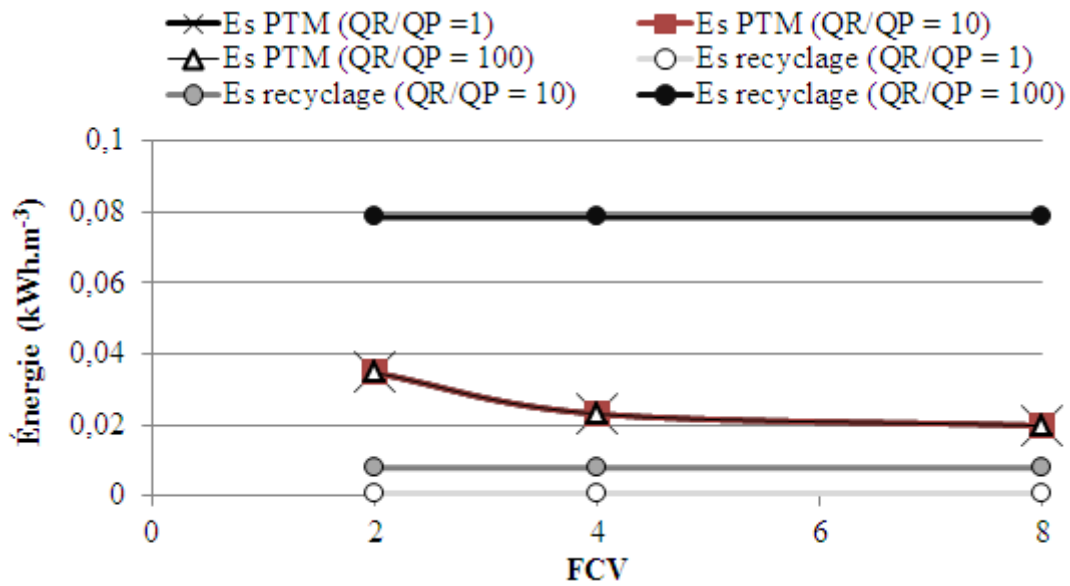 Es PTM (QR/QP =1) Es PTM (QR/QP = 10)
Es PTM (QR/QP = 100) Es recyclage (QR/QP = 1)
Es recyclage (QR/QP = 10) Es recyclage (QR/QP = 100)
Énergie (kWh.m⁻³)
0,1
0,08
0,06
0,04
0,02
0
0 2 4 6 8
FCV